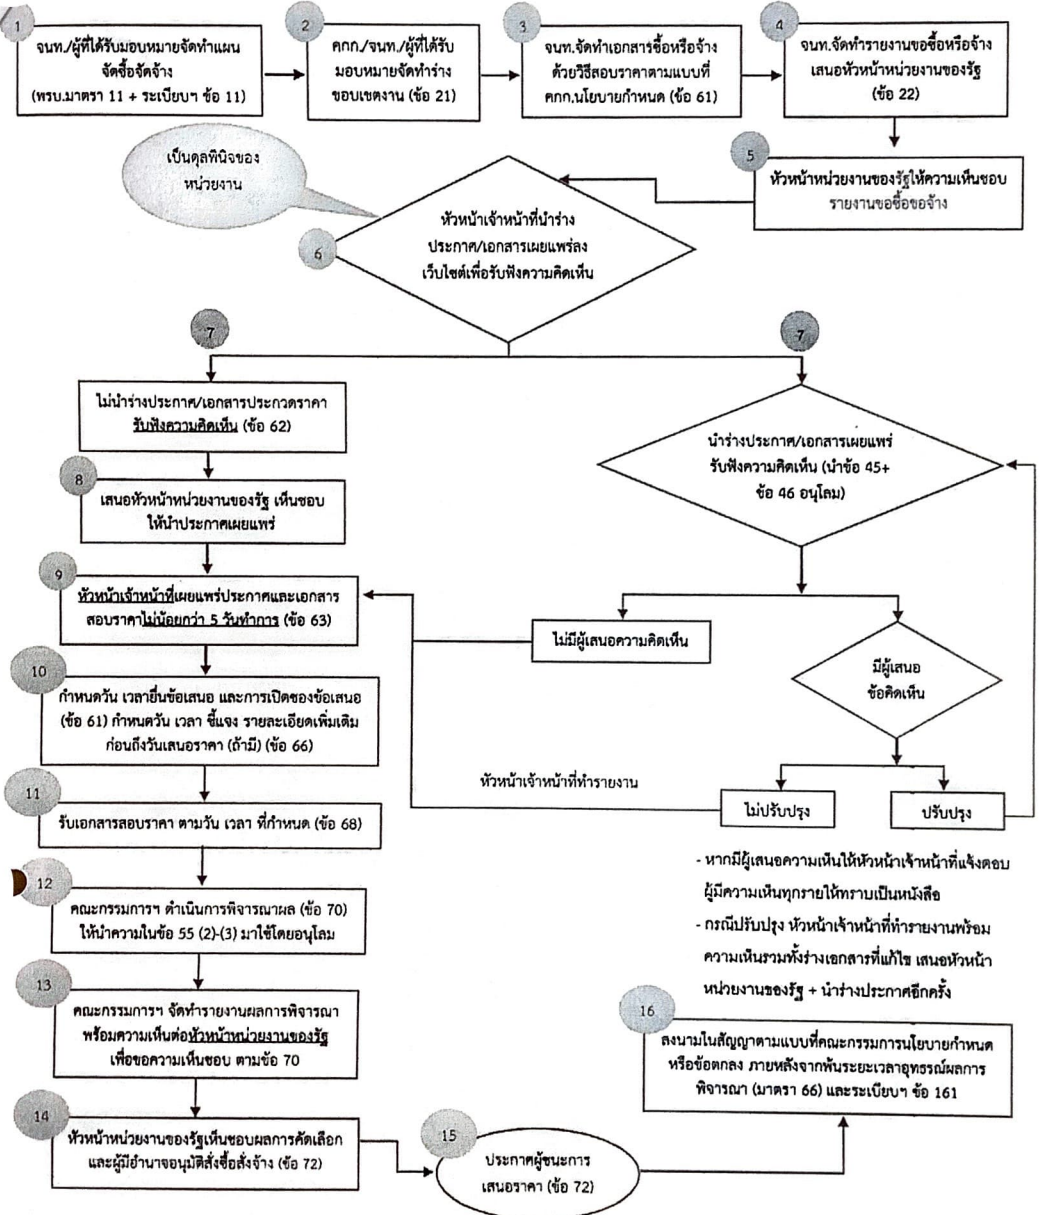 1
จนท./ผู้ที่ได้รับมอบหมายจัดทำแผน
จัดซื้อจัดจ้าง
(พรบ.มาตรา 11 + ระเบียบฯ ข้อ 11)
2
คกก./จนท./ผู้ที่ได้รับ
มอบหมายจัดทำร่าง
ขอบเขตงาน (ข้อ 21)
3
จนท.จัดทำเอกสารซื้อหรือจ้าง
ด้วยวิธีสอบราคาตามแบบที่
คกก.นโยบายกำหนด (ข้อ 61)
4
จนท.จัดทำรายงานขอซื้อหรือจ้าง
เสนอหัวหน้าหน่วยงานของรัฐ
(ข้อ 22)
5
หัวหน้าหน่วยงานของรัฐให้ความเห็นชอบ
รายงานขอซื้อขอจ้าง
เป็นดุลพินิจของ
หน่วยงาน
6
หัวหน้าเจ้าหน้าที่นำร่าง
ประกาศ/เอกสารเผยแพร่ลง
เว็บไซต์เพื่อรับฟังความคิดเห็น
7
ไม่นำร่างประกาศ/เอกสารประกวดราคา
รับฟังความคิดเห็น (ข้อ 62)
7
นำร่างประกาศ/เอกสารเผยแพร่
รับฟังความคิดเห็น (นำข้อ 45+
ข้อ 46 อนุโลม)
8
เสนอหัวหน้าหน่วยงานของรัฐ เห็นชอบ
ให้นำประกาศเผยแพร่
9
หัวหน้าเจ้าหน้าที่เผยแพร่ประกาศและเอกสาร
สอบราคาไม่น้อยกว่า 5 วันทำการ (ข้อ 63)
ไม่มีผู้เสนอความคิดเห็น
มีผู้เสนอ
ข้อคิดเห็น
10
กำหนดวัน เวลายื่นข้อเสนอ และการเปิดซองข้อเสนอ
(ข้อ 61) กำหนดวัน เวลา ชี้แจง รายละเอียดเพิ่มเติม
ก่อนถึงวันเสนอราคา (ถ้ามี) (ข้อ 66)
หัวหน้าเจ้าหน้าที่ทำรายงาน
ไม่ปรับปรุง
ปรับปรุง
11
รับเอกสารสอบราคา ตามวัน เวลา ที่กำหนด (ข้อ 68)
- หากมีผู้เสนอความเห็นให้หัวหน้าเจ้าหน้าที่แจ้งตอบ
ผู้มีความเห็นทุกรายให้ทราบเป็นหนังสือ
- กรณีปรับปรุง หัวหน้าเจ้าหน้าที่ทำรายงานพร้อม
ความเห็นรวมทั้งร่างเอกสารที่แก้ไข เสนอหัวหน้า
หน่วยงานของรัฐ + นำร่างประกาศอีกครั้ง
12
คณะกรรมการฯ ดำเนินการพิจารณาผล (ข้อ 70)
ให้นำความในข้อ 55 (2)-(3) มาใช้โดยอนุโลม
13
คณะกรรมการฯ จัดทำรายงานผลการพิจารณา
พร้อมความเห็นต่อหัวหน้าหน่วยงานของรัฐ
เพื่อขอความเห็นชอบ ตามข้อ 70
14
หัวหน้าหน่วยงานของรัฐเห็นชอบผลการคัดเลือก
และผู้มีอำนาจอนุมัติสั่งซื้อสั่งจ้าง (ข้อ 72)
15
ประกาศผู้ชนะการ
เสนอราคา (ข้อ 72)
16
ลงนามในสัญญาตามแบบที่คณะกรรมการนโยบายกำหนด
หรือข้อตกลง ภายหลังจากพ้นระยะเวลาอุทธรณ์ผลการ
พิจารณา (มาตรา 66) และระเบียบฯ ข้อ 161